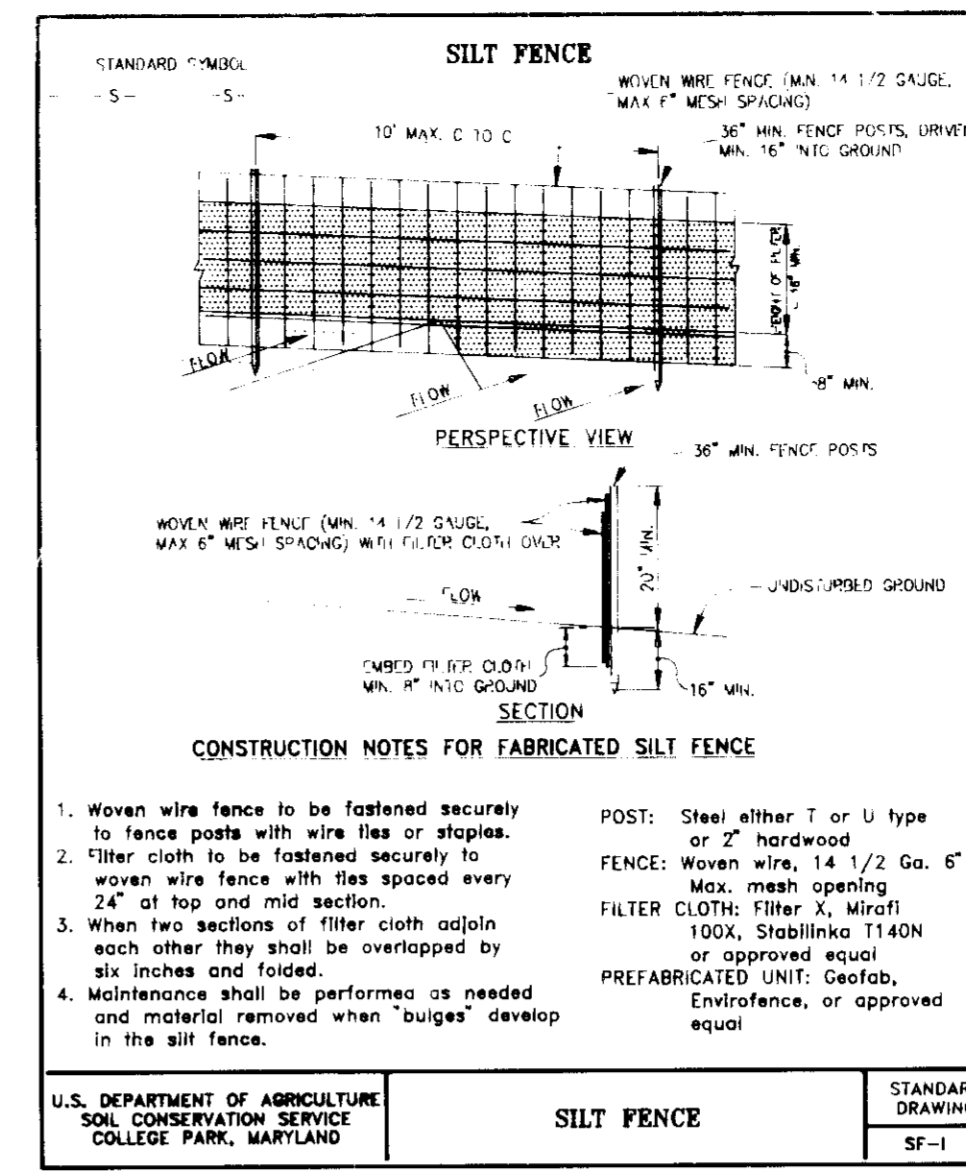 SILT FENCE
STANDARD SYMBOL
- S - - S -
WOVEN WIRE FENCE (MIN. 14 1/2 GAUGE,
MAX 6" MESH SPACING)
10' MAX. C TO C
36" MIN. FENCE POSTS, DRIVEN
MIN. 16" INTO GROUND
HEIGHT OF FILTER
16" MIN.
8" MIN.
FLOW
FLOW
FLOW
PERSPECTIVE VIEW
36" MIN. FENCE POSTS
WOVEN WIRE FENCE (MIN. 14 1/2 GAUGE,
MAX 6" MESH SPACING) WITH FILTER CLOTH OVER
20" MIN.
UNDISTURBED GROUND
FLOW
EMBED FILTER CLOTH
MIN. 8" INTO GROUND
16" MIN.
SECTION
CONSTRUCTION NOTES FOR FABRICATED SILT FENCE
1. Woven wire fence to be fastened securely
to fence posts with wire ties or staples.
2. Filter cloth to be fastened securely to
woven wire fence with ties spaced every
24" at top and mid section.
3. When two sections of filter cloth adjoin
each other they shall be overlapped by
six inches and folded.
4. Maintenance shall be performed as needed
and material removed when "bulges" develop
in the silt fence.
POST: Steel either T or U type
or 2" hardwood
FENCE: Woven wire, 14 1/2 Ga. 6"
Max. mesh opening
FILTER CLOTH: Filter X, Mirafi
100X, Stabilinka T140N
or approved equal
PREFABRICATED UNIT: Geofab,
Envirofence, or approved
equal
U.S. DEPARTMENT OF AGRICULTURE
SOIL CONSERVATION SERVICE
COLLEGE PARK, MARYLAND
SILT FENCE
STANDAR
DRAWING
SF-1